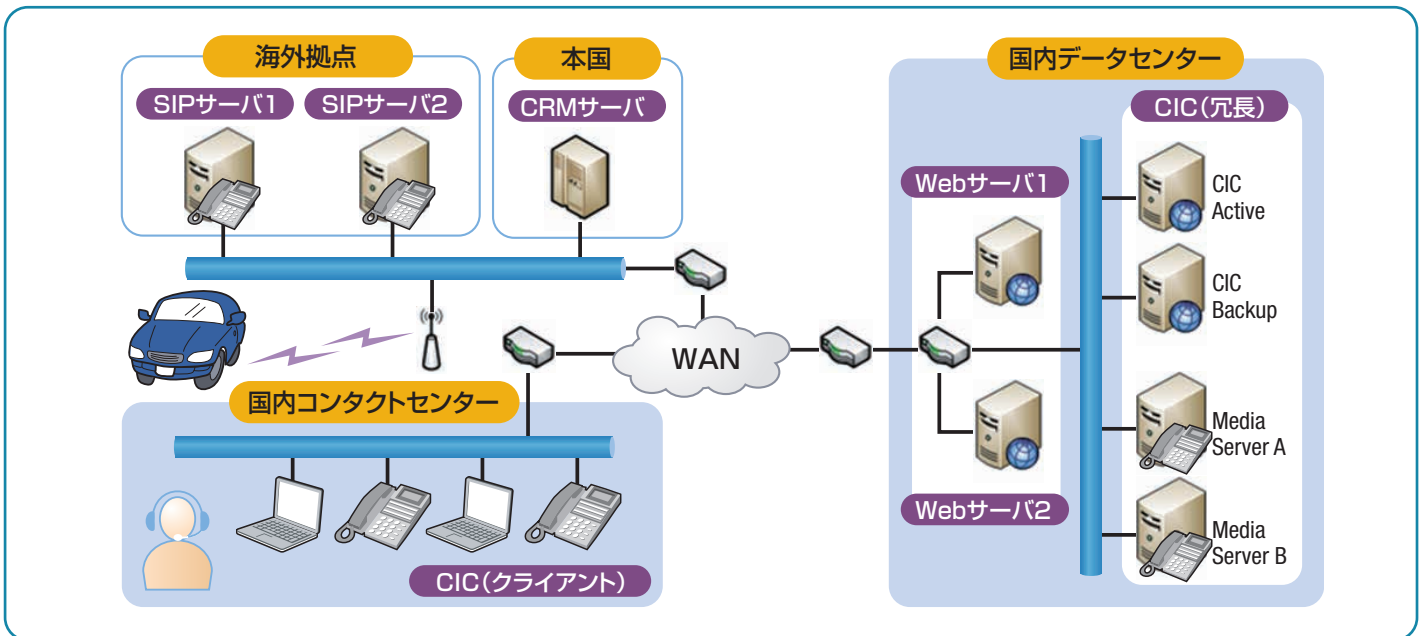 海外拠点
SIPサーバ1
SIPサーバ2
本国
CRMサーバ
国内データセンター
CIC（冗長）
Webサーバ1
CIC
Active
CIC
Backup
WAN
国内コンタクトセンター
Media
Server A
Webサーバ2
Media
Server B
CIC（クライアント）